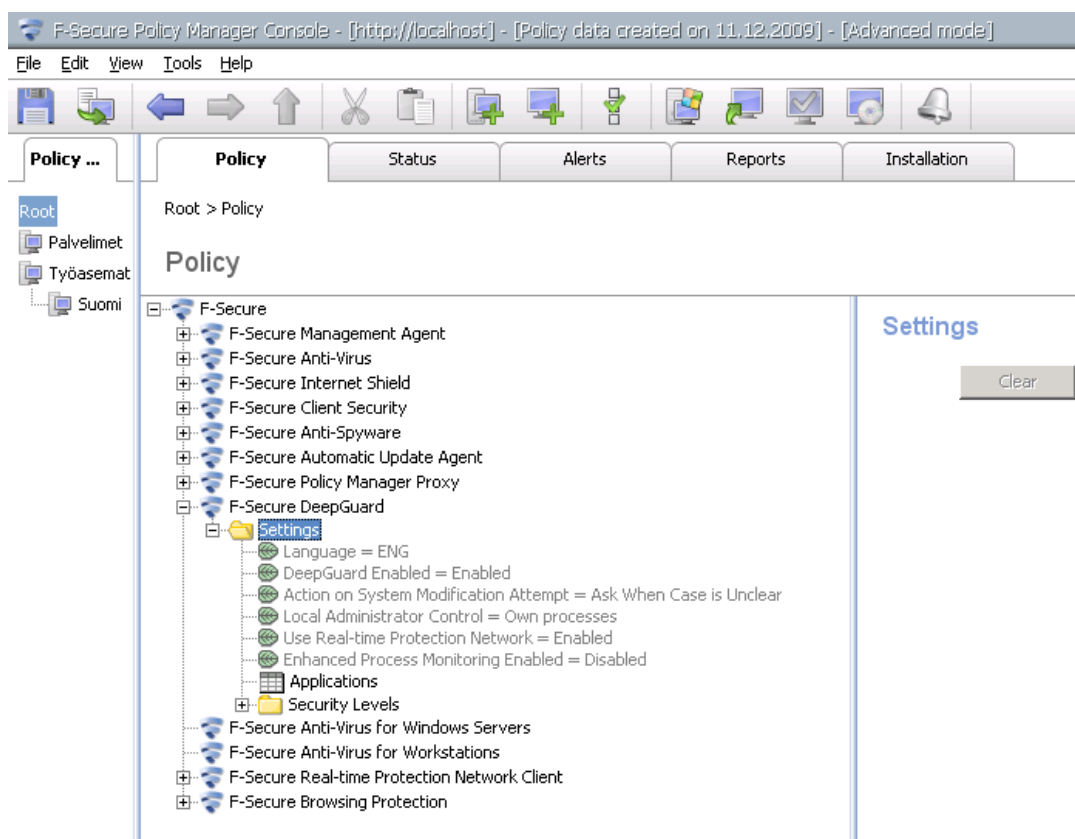 F-Secure Policy Manager Console - [http://localhost] - [Policy data created on 11.12.2009] - [Advanced mode]
File Edit View Tools Help
Policy ...
Policy Status Alerts Reports Installation
Root
Palvelimet
Työasemat
Suomi
Root > Policy
Policy
F-Secure
F-Secure Management Agent
F-Secure Anti-Virus
F-Secure Internet Shield
F-Secure Client Security
F-Secure Anti-Spyware
F-Secure Automatic Update Agent
F-Secure Policy Manager Proxy
F-Secure DeepGuard
Settings
Language = ENG
DeepGuard Enabled = Enabled
Action on System Modification Attempt = Ask When Case is Unclear
Local Administrator Control = Own processes
Use Real-time Protection Network = Enabled
Enhanced Process Monitoring Enabled = Disabled
Applications
Security Levels
F-Secure Anti-Virus for Windows Servers
F-Secure Anti-Virus for Workstations
F-Secure Real-time Protection Network Client
F-Secure Browsing Protection
Settings
Clear